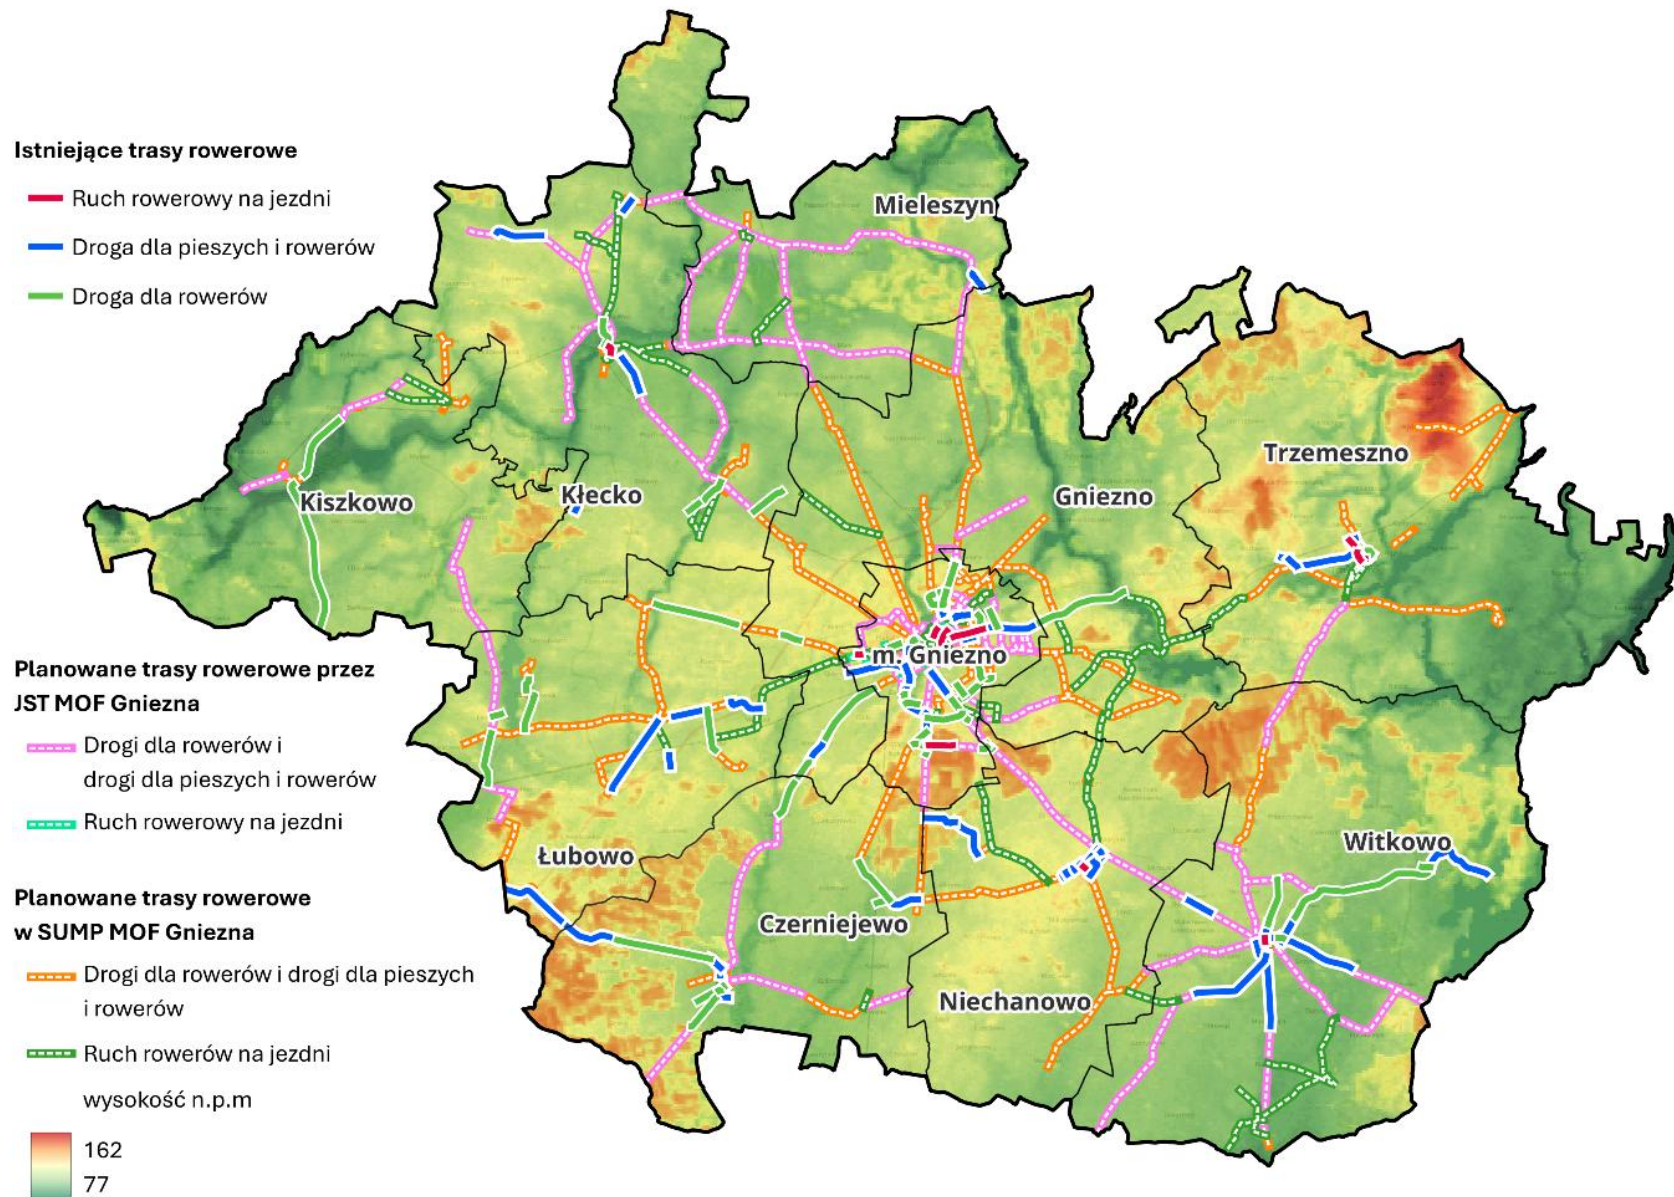 Istniejące trasy rowerowe
Ruch rowerowy na jezdni
Droga dla pieszych i rowerów
Droga dla rowerów
Planowane trasy rowerowe przez
JST MOF Gniezna
Drogi dla rowerów i
drogi dla pieszych i rowerów
Ruch rowerowy na jezdni
Planowane trasy rowerowe
w SUMP MOF Gniezna
Drogi dla rowerów i drogi dla pieszych
i rowerów
Ruch rowerów na jezdni
wysokość n.p.m
162
77
Mieleszyn
Trzemeszno
Kiszkowo
Kłecko
Gniezno
m. Gniezno
Łubowo
Witkowo
Czerniejewo
Niechanowo